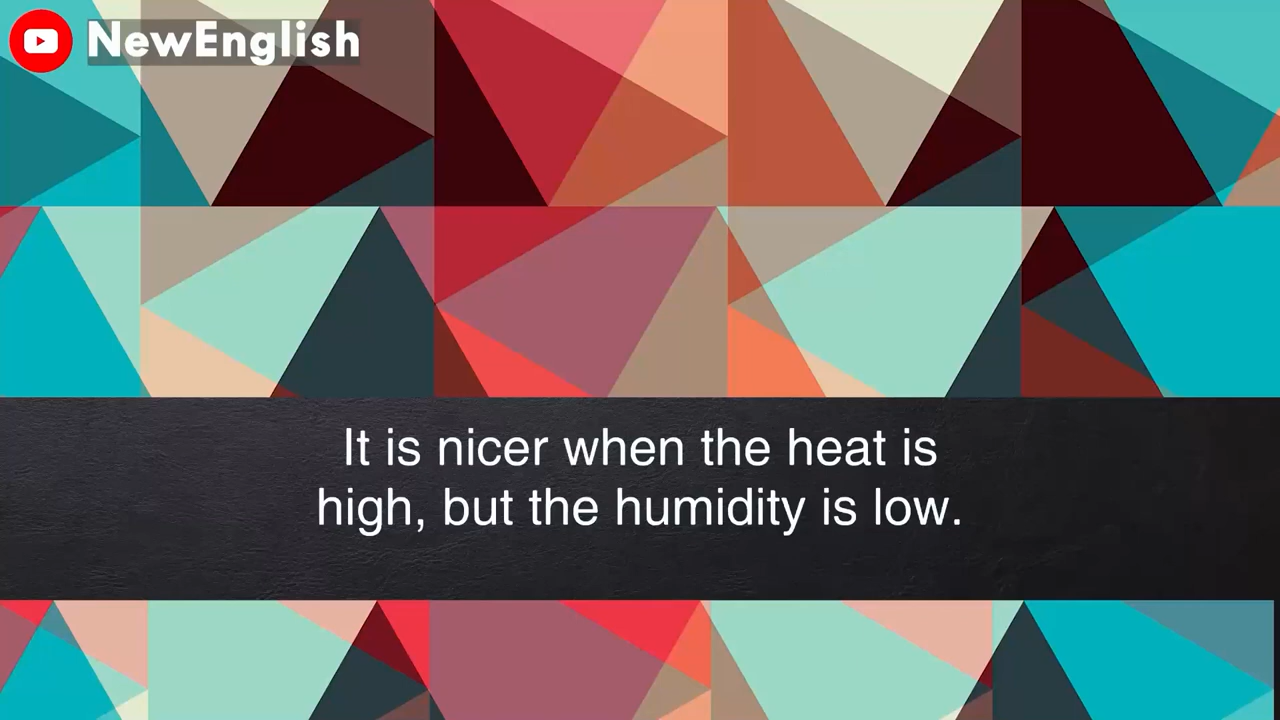 NewEnglish
It is nicer when the heat is
high, but the humidity is low.